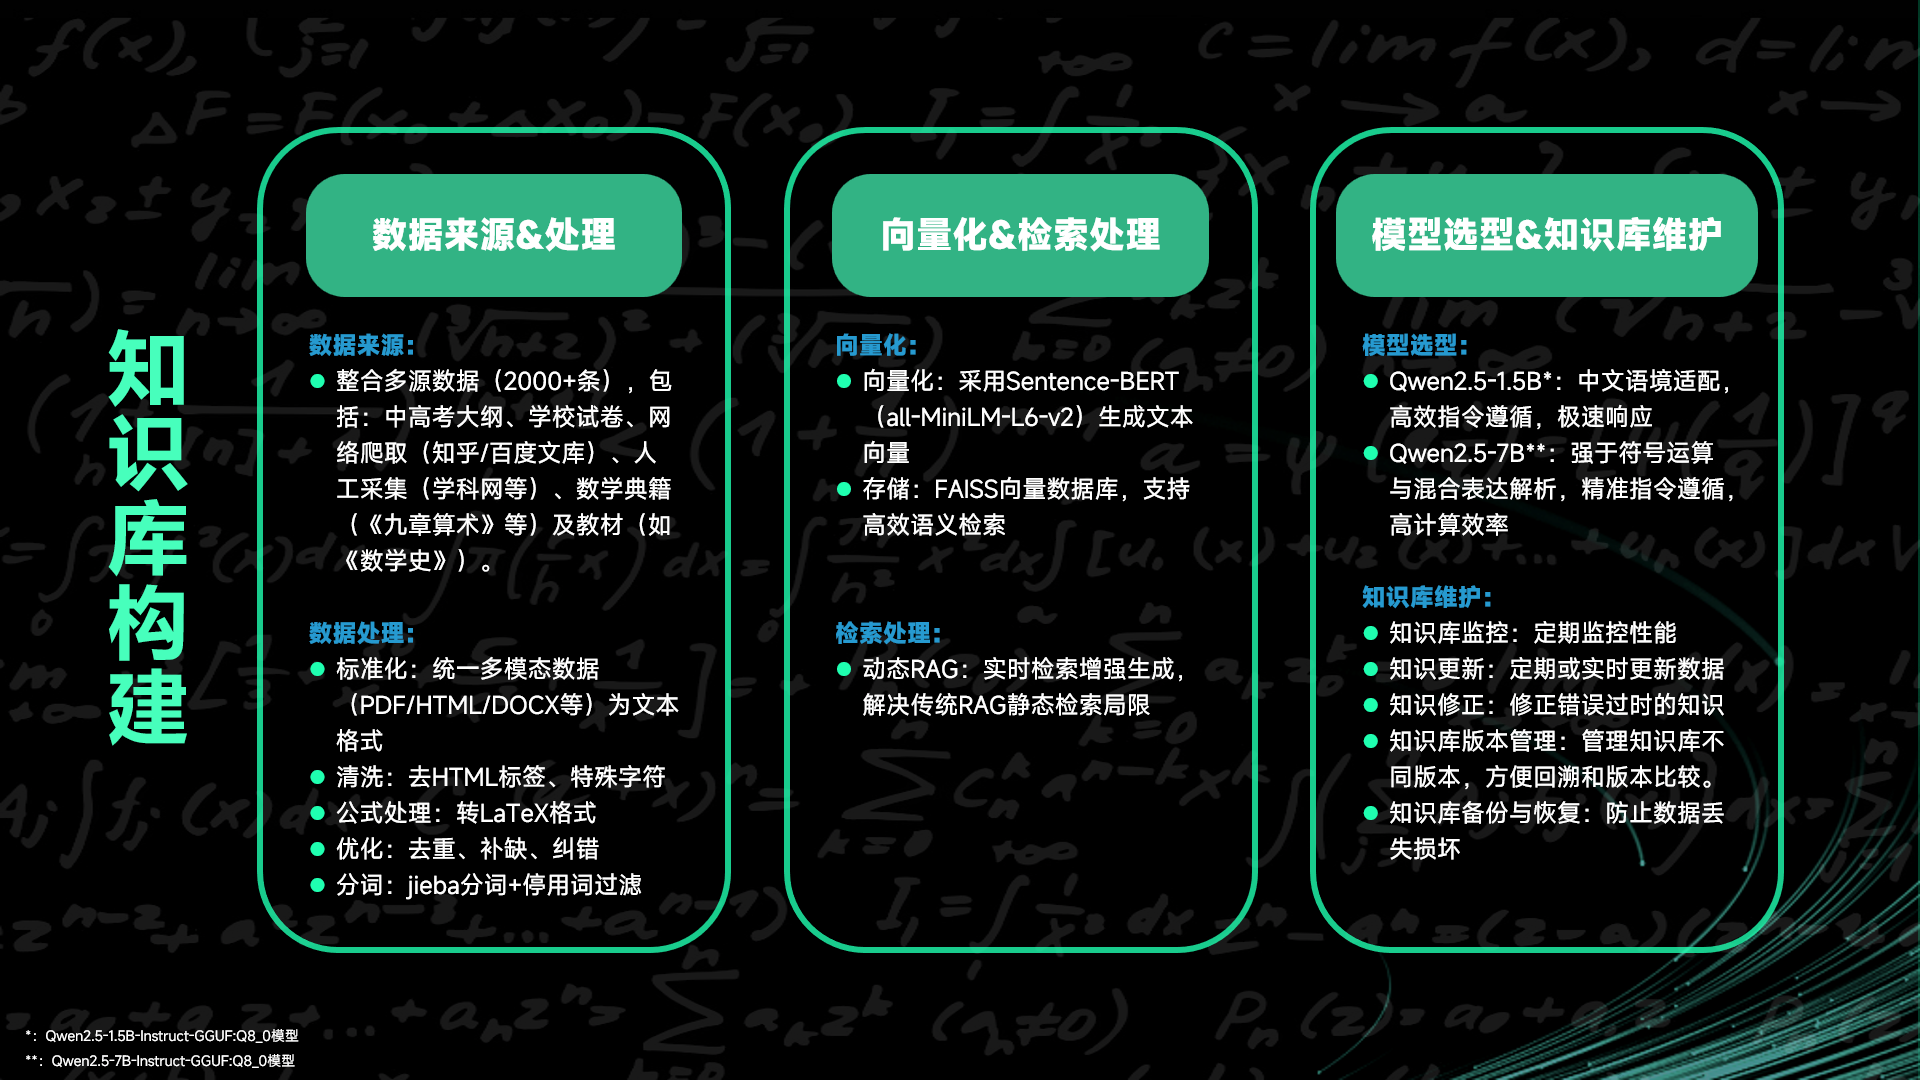 知识库构建
数据来源&处理
数据来源：
整合多源数据（2000+条），包
括：中高考大纲、学校试卷、网
络爬取（知乎/百度文库）、人
工采集（学科网等）、数学典籍
（《九章算术》等）及教材（如
《数学史》）。
数据处理：
标准化：统一多模态数据
（PDF/HTML/DOCX等）为文本
格式
清洗：去HTML标签、特殊字符
公式处理：转LaTeX格式
优化：去重、补缺、纠错
分词：jieba分词+停用词过滤
向量化&检索处理
向量化：
向量化：采用Sentence-BERT
（all-MiniLM-L6-v2）生成文本
向量
存储：FAISS向量数据库，支持
高效语义检索
检索处理：
动态RAG：实时检索增强生成，
解决传统RAG静态检索局限
模型选型&知识库维护
模型选型：
Qwen2.5-1.5B*：中文语境适配，
高效指令遵循，极速响应
Qwen2.5-7B**：强于符号运算
与混合表达解析，精准指令遵循，
高计算效率
知识库维护：
知识库监控：定期监控性能
知识更新：定期或实时更新数据
知识修正：修正错误过时的知识
知识库版本管理：管理知识库不
同版本，方便回溯和版本比较。
知识库备份与恢复：防止数据丢
失损坏
*：Qwen2.5-1.5B-Instruct-GGUF:Q8_0模型
**：Qwen2.5-7B-Instruct-GGUF:Q8_0模型